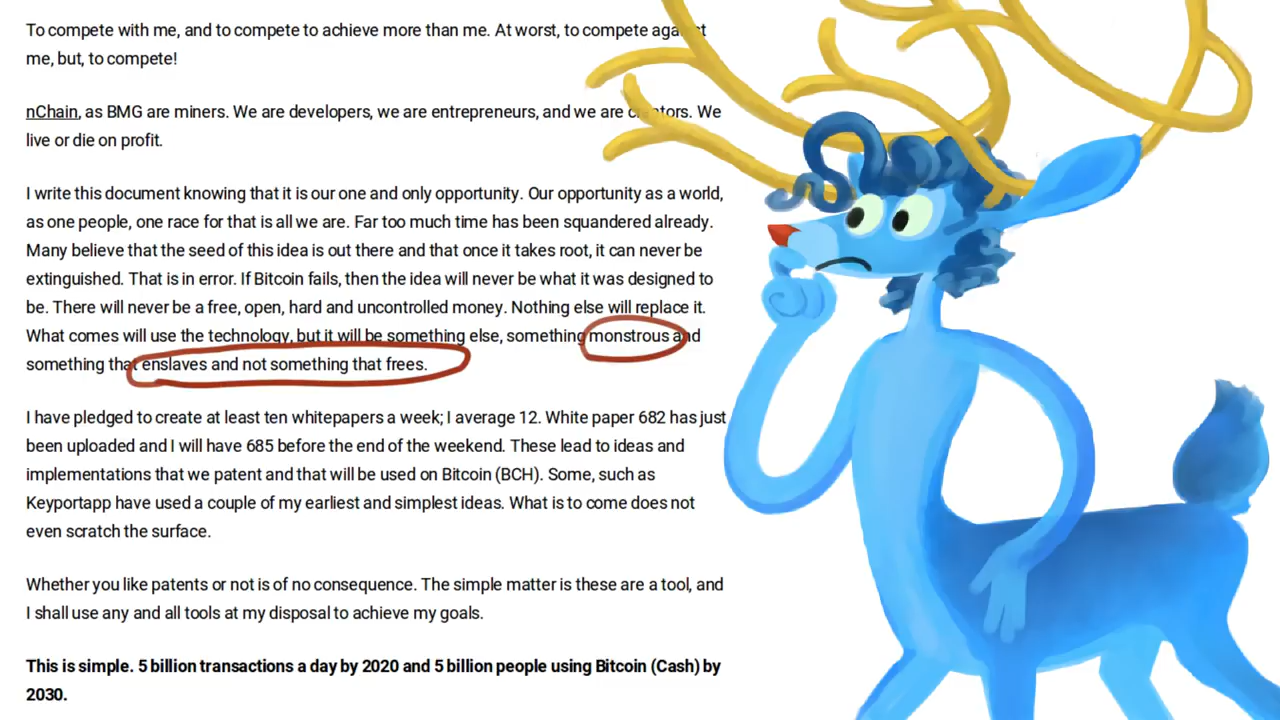 To compete with me, and to compete to achieve more than me. At worst, to compete against
me, but, to compete!
nChain, as BMG are miners. We are developers, we are entrepreneurs, and we are creators. We
live or die on profit.
I write this document knowing that it is our one and only opportunity. Our opportunity as a world,
as one people, one race for that is all we are. Far too much time has been squandered already.
Many believe that the seed of this idea is out there and that once it takes root, it can never be
extinguished. That is in error. If Bitcoin fails, then the idea will never be what it was designed to
be. There will never be a free, open, hard and uncontrolled money. Nothing else will replace it.
What comes will use the technology, but it will be something else, something monstrous and
something that enslaves and not something that frees.
I have pledged to create at least ten whitepapers a week; I average 12. White paper 682 has just
been uploaded and I will have 685 before the end of the weekend. These lead to ideas and
implementations that we patent and that will be used on Bitcoin (BCH). Some, such as
Keyportapp have used a couple of my earliest and simplest ideas. What is to come does not
even scratch the surface.
Whether you like patents or not is of no consequence. The simple matter is these are a tool, and
I shall use any and all tools at my disposal to achieve my goals.
This is simple. 5 billion transactions a day by 2020 and 5 billion people using Bitcoin (Cash) by
2030.